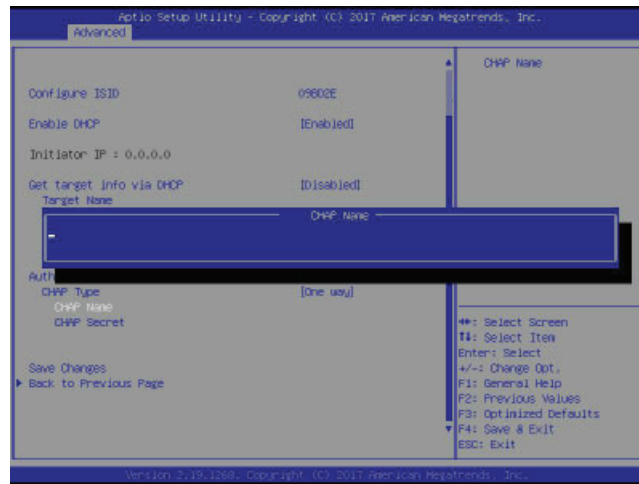 Aptio Setup Utility - Copyright (C) 2017 American Megatrends, Inc.
Advanced
CHAP Name
Configure ISID 09BD2E
Enable DHCP [Enabled]
Initiator IP : 0.0.0.0
Get target info via DHCP [Disabled]
Target Name
CHAP Name
Auth
CHAP Type [One way]
CHAP Name
CHAP Secret
Save Changes
Back to Previous Page
: Select Screen
: Select Item
Enter: Select
+/-: Change Opt.
F1: General Help
F2: Previous Values
F3: Optimized Defaults
F4: Save & Exit
ESC: Exit
Version 2.19.1268. Copyright (C) 2017 American Megatrends, Inc.